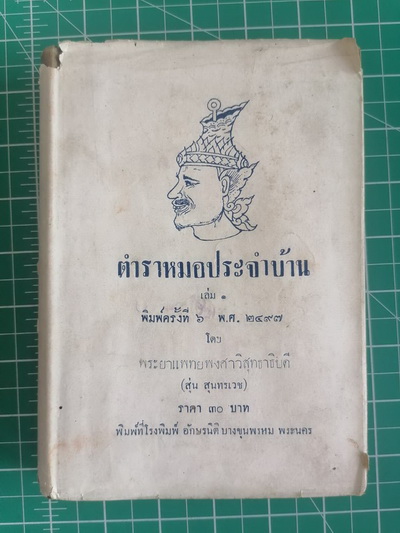 ตำราหมอประจำบ้าน
เล่ม ๑
พิมพ์ครั้งที่ ๖ พ.ศ. ๒๔๙๗
โดย
พระยาแพทยพงศาวิสุทธาธิบดี
(สุ่น สุนทรเวช)
ราคา ๓๐ บาท
พิมพ์ที่โรงพิมพ์ อักษรนิติ บางขุนพรหม พระนคร